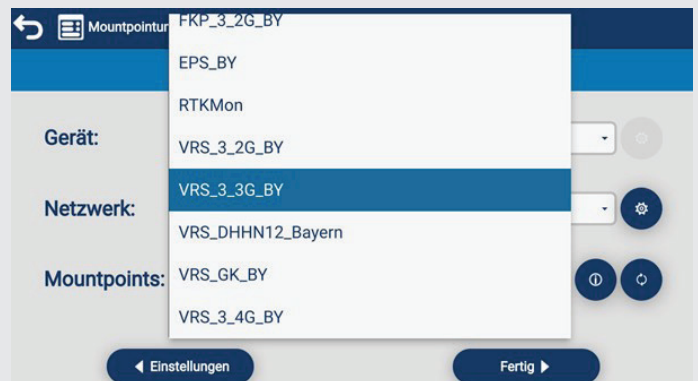 Mountpointur
FKP_3_2G_BY
EPS_BY
RTKMon
Gerät:
VRS_3_2G_BY
VRS_3_3G_BY
Netzwerk:
VRS_DHHN12_Bayern
Mountpoints:
VRS_GK_BY
VRS_3_4G_BY
Einstellungen
Fertig